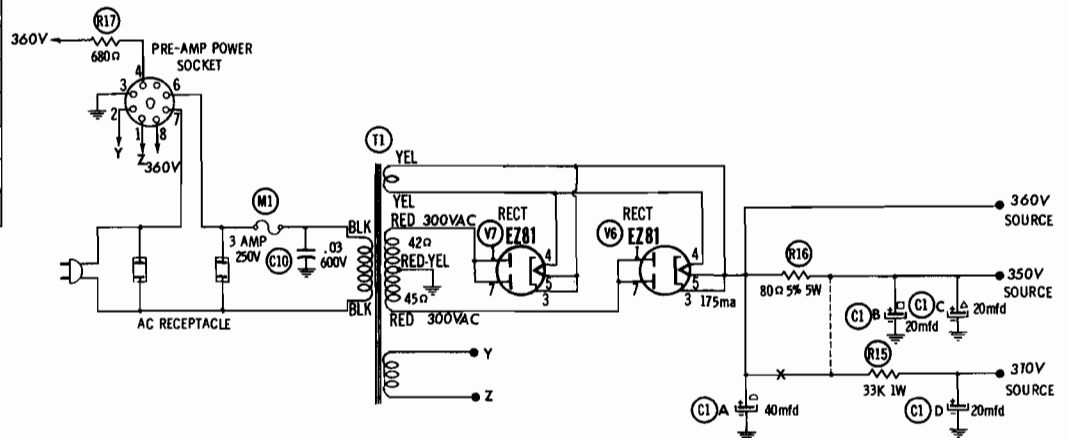 R17
360V
680Ω
PRE-AMP POWER
SOCKET
4
3
6
2
7
1
8
Y
Z
360V
M1
3 AMP
250V
C10
.03
600V
AC RECEPTACLE
T1
BLK
BLK
YEL
YEL
RED 300VAC
42Ω
RED-YEL
45Ω
RED 300VAC
Y
Z
RECT
V7
EZ81
1
7
4
5
3
RECT
V6
EZ81
1
7
4
5
3
175ma
360V
SOURCE
R16
80Ω 5% 5W
350V
SOURCE
C1 B
20mfd
C1 C
20mfd
X
R15
33K 1W
310V
SOURCE
C1 A
40mfd
C1 D
20mfd